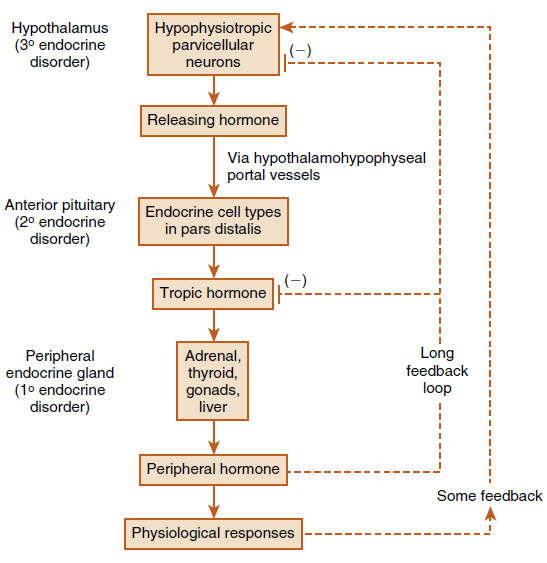 Hypothalamus
(3º endocrine
disorder)
Hypophysiotropic
parvicellular
neurons
(−)
Releasing hormone
Via hypothalamohypophyseal
portal vessels
Anterior pituitary
(2º endocrine
disorder)
Endocrine cell types
in pars distalis
(−)
Tropic hormone
Peripheral
endocrine gland
(1º endocrine
disorder)
Adrenal,
thyroid,
gonads,
liver
Long
feedback
loop
Peripheral hormone
Some feedback
Physiological responses